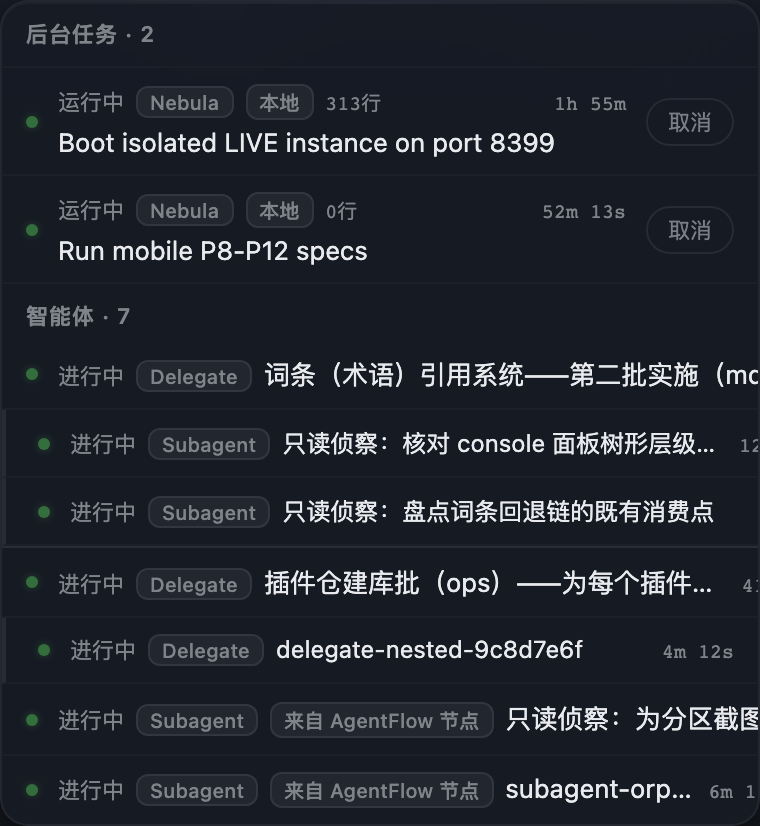 后台任务 · 2
运行中 Nebula 本地 313行 1h 55m
Boot isolated LIVE instance on port 8399
取消
运行中 Nebula 本地 0行 52m 13s
Run mobile P8-P12 specs
取消
智能体 · 7
进行中 Delegate 词条（术语）引用系统——第二批实施（mo
进行中 Subagent 只读侦察：核对 console 面板树形层级... 12
进行中 Subagent 只读侦察：盘点词条回退链的既有消费点
进行中 Delegate 插件仓建库批（ops）——为每个插件... 41
进行中 Delegate delegate-nested-9c8d7e6f 4m 12s
进行中 Subagent 来自 AgentFlow 节点 只读侦察：为分区截图
进行中 Subagent 来自 AgentFlow 节点 subagent-orp... 6m 1